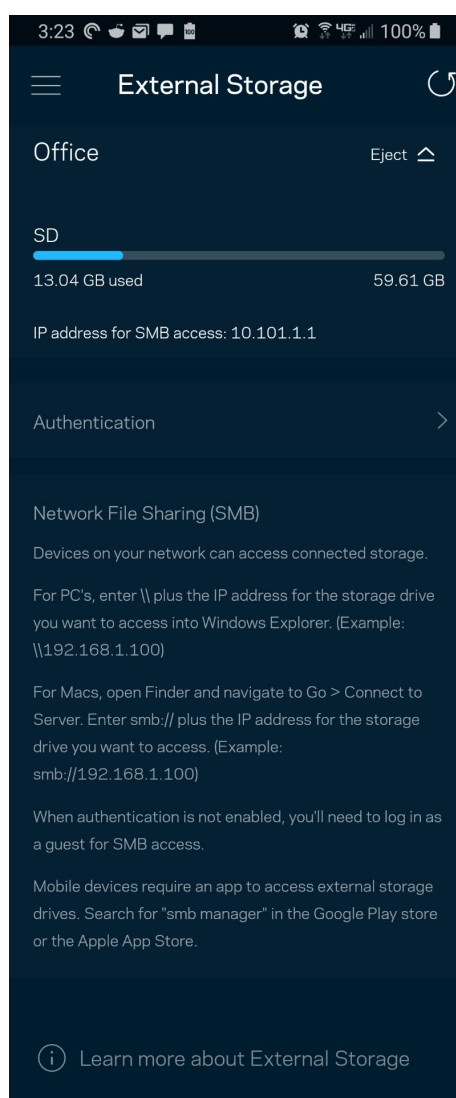 3:23 4GE 100%
External Storage
Office Eject
SD
13.04 GB used 59.61 GB
IP address for SMB access: 10.101.1.1
Authentication
Network File Sharing (SMB)
Devices on your network can access connected storage.
For PC's, enter \\ plus the IP address for the storage drive
you want to access into Windows Explorer. (Example:
\\192.168.1.100)
For Macs, open Finder and navigate to Go > Connect to
Server. Enter smb:// plus the IP address for the storage
drive you want to access. (Example:
smb://192.168.1.100)
When authentication is not enabled, you'll need to log in as
a guest for SMB access.
Mobile devices require an app to access external storage
drives. Search for "smb manager" in the Google Play store
or the Apple App Store.
Learn more about External Storage